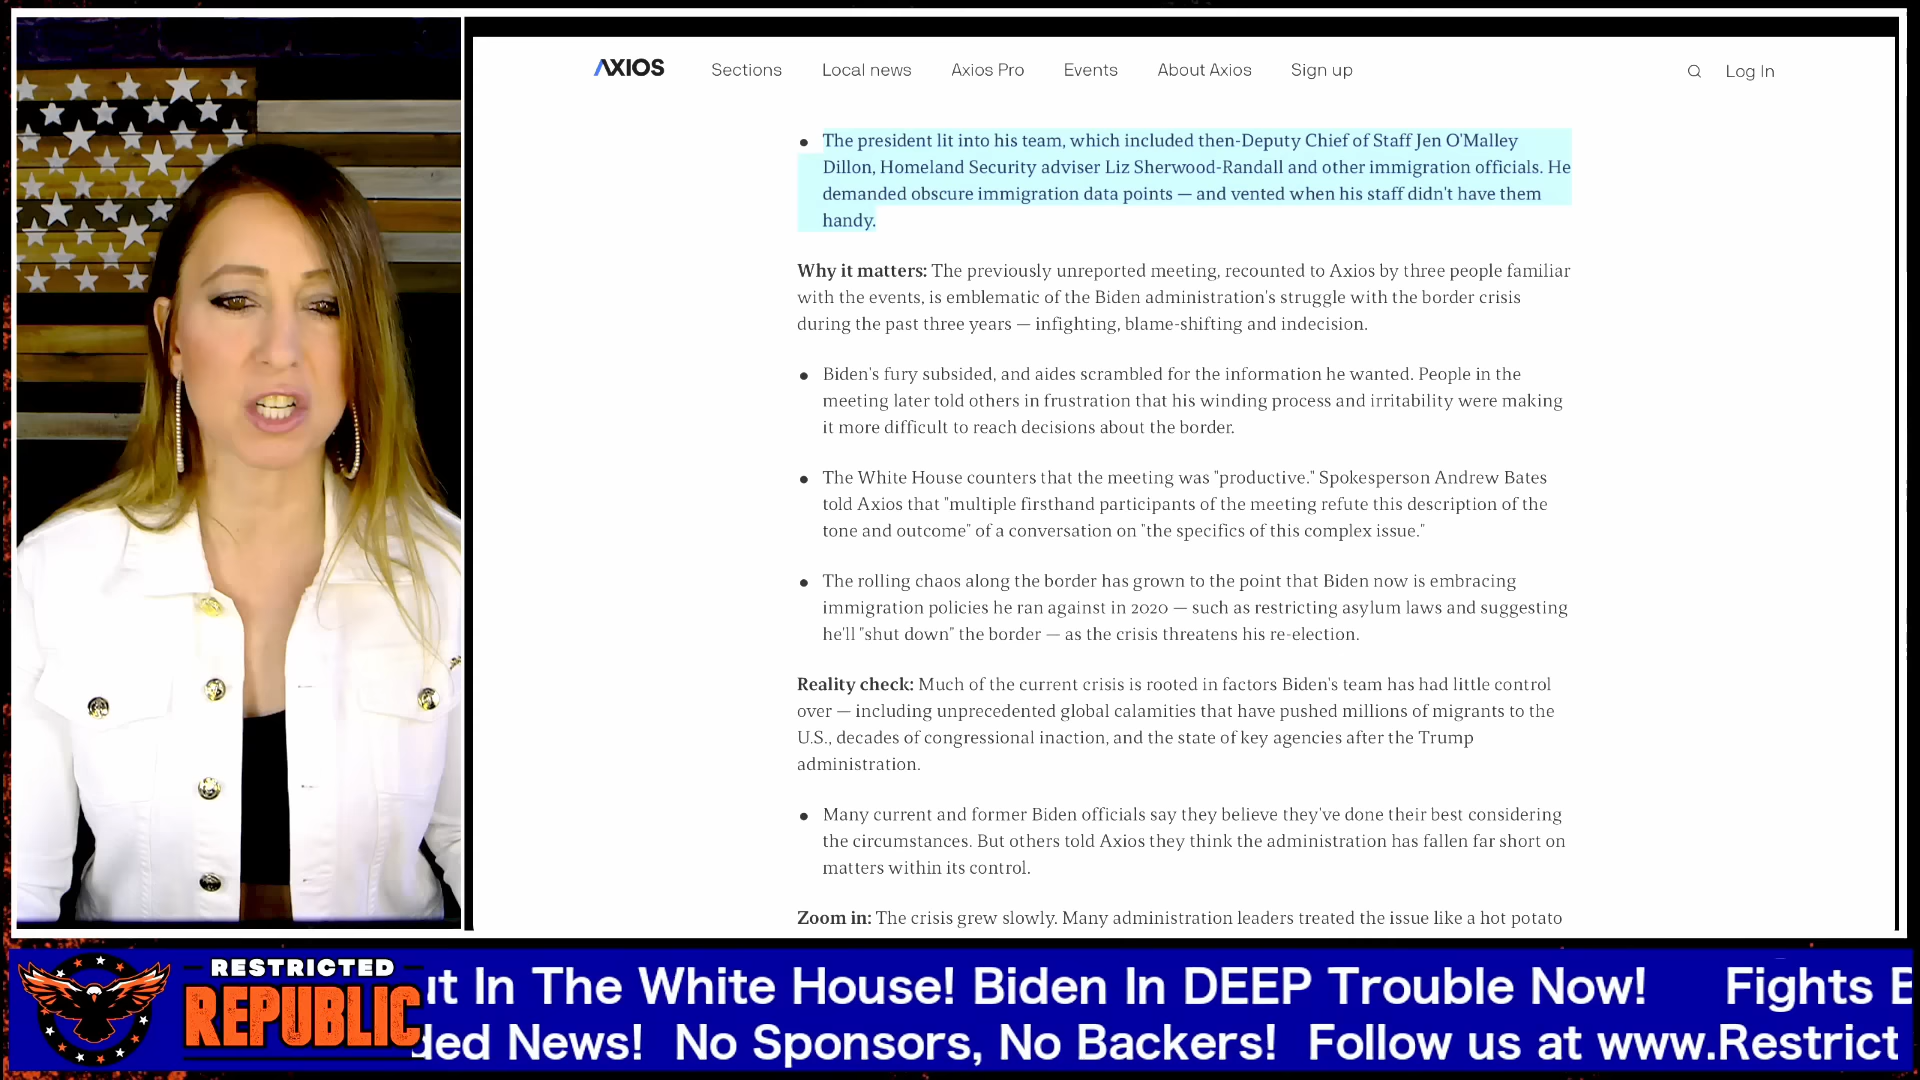 AXIOS Sections Local news Axios Pro Events About Axios Sign up Log In
• The president lit into his team, which included then-Deputy Chief of Staff Jen O'Malley
Dillon, Homeland Security adviser Liz Sherwood-Randall and other immigration officials. He
demanded obscure immigration data points — and vented when his staff didn't have them
handy.
Why it matters: The previously unreported meeting, recounted to Axios by three people familiar
with the events, is emblematic of the Biden administration's struggle with the border crisis
during the past three years — infighting, blame-shifting and indecision.
• Biden's fury subsided, and aides scrambled for the information he wanted. People in the
meeting later told others in frustration that his winding process and irritability were making
it more difficult to reach decisions about the border.
• The White House counters that the meeting was "productive." Spokesperson Andrew Bates
told Axios that "multiple firsthand participants of the meeting refute this description of the
tone and outcome" of a conversation on "the specifics of this complex issue."
• The rolling chaos along the border has grown to the point that Biden now is embracing
immigration policies he ran against in 2020 — such as restricting asylum laws and suggesting
he'll "shut down" the border — as the crisis threatens his re-election.
Reality check: Much of the current crisis is rooted in factors Biden's team has had little control
over — including unprecedented global calamities that have pushed millions of migrants to the
U.S., decades of congressional inaction, and the state of key agencies after the Trump
administration.
• Many current and former Biden officials say they believe they've done their best considering
the circumstances. But others told Axios they think the administration has fallen far short on
matters within its control.
Zoom in: The crisis grew slowly. Many administration leaders treated the issue like a hot potato
RESTRICTED
REPUBLIC
ut In The White House! Biden In DEEP Trouble Now! Fights
ded News! No Sponsors, No Backers! Follow us at www.Restrict